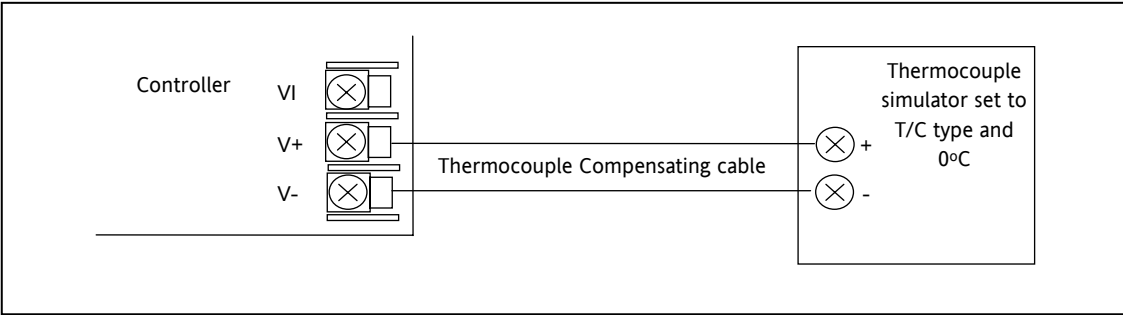 Controller
VI
V+
V-
Thermocouple Compensating cable
+
-
Thermocouple
simulator set to
T/C type and
0ºC